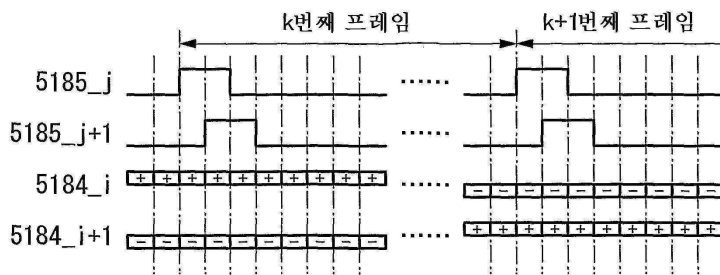 k번째 프레임 k+1번째 프레임
5185_j ······
5185_j+1 ······
5184_i + + + + + + + + + + ······ - - - - - - - - - -
5184_i+1 - - - - - - - - - - ······ + + + + + + + + + +